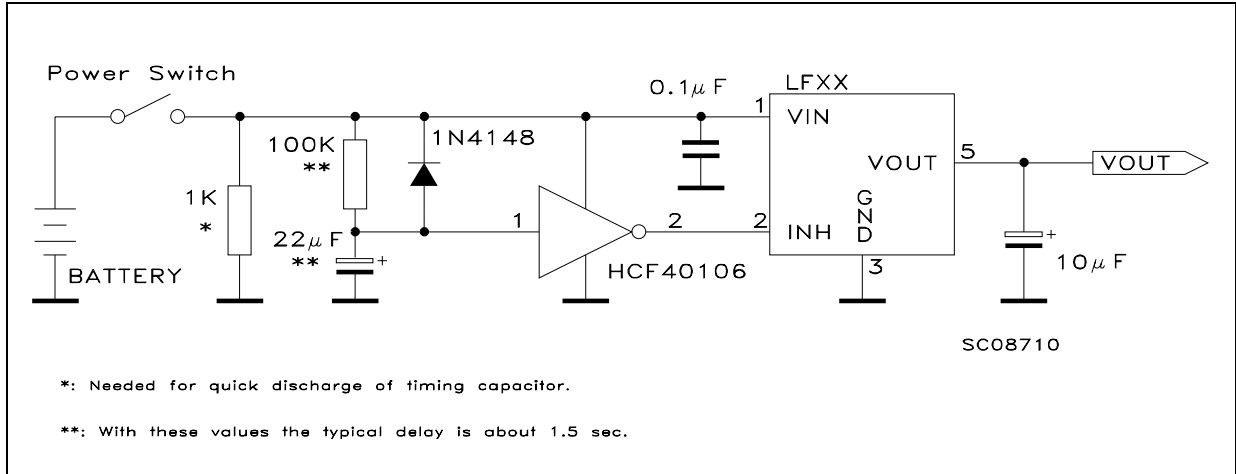 Power Switch
LFXX
0.1μF
1
VIN
100K
**
1N4148
VOUT
5
VOUT
1K
*
GND
1
2
2
INH
22μF
**
+
+
HCF40106
3
10μF
BATTERY
SC08710
*: Needed for quick discharge of timing capacitor.
**: With these values the typical delay is about 1.5 sec.